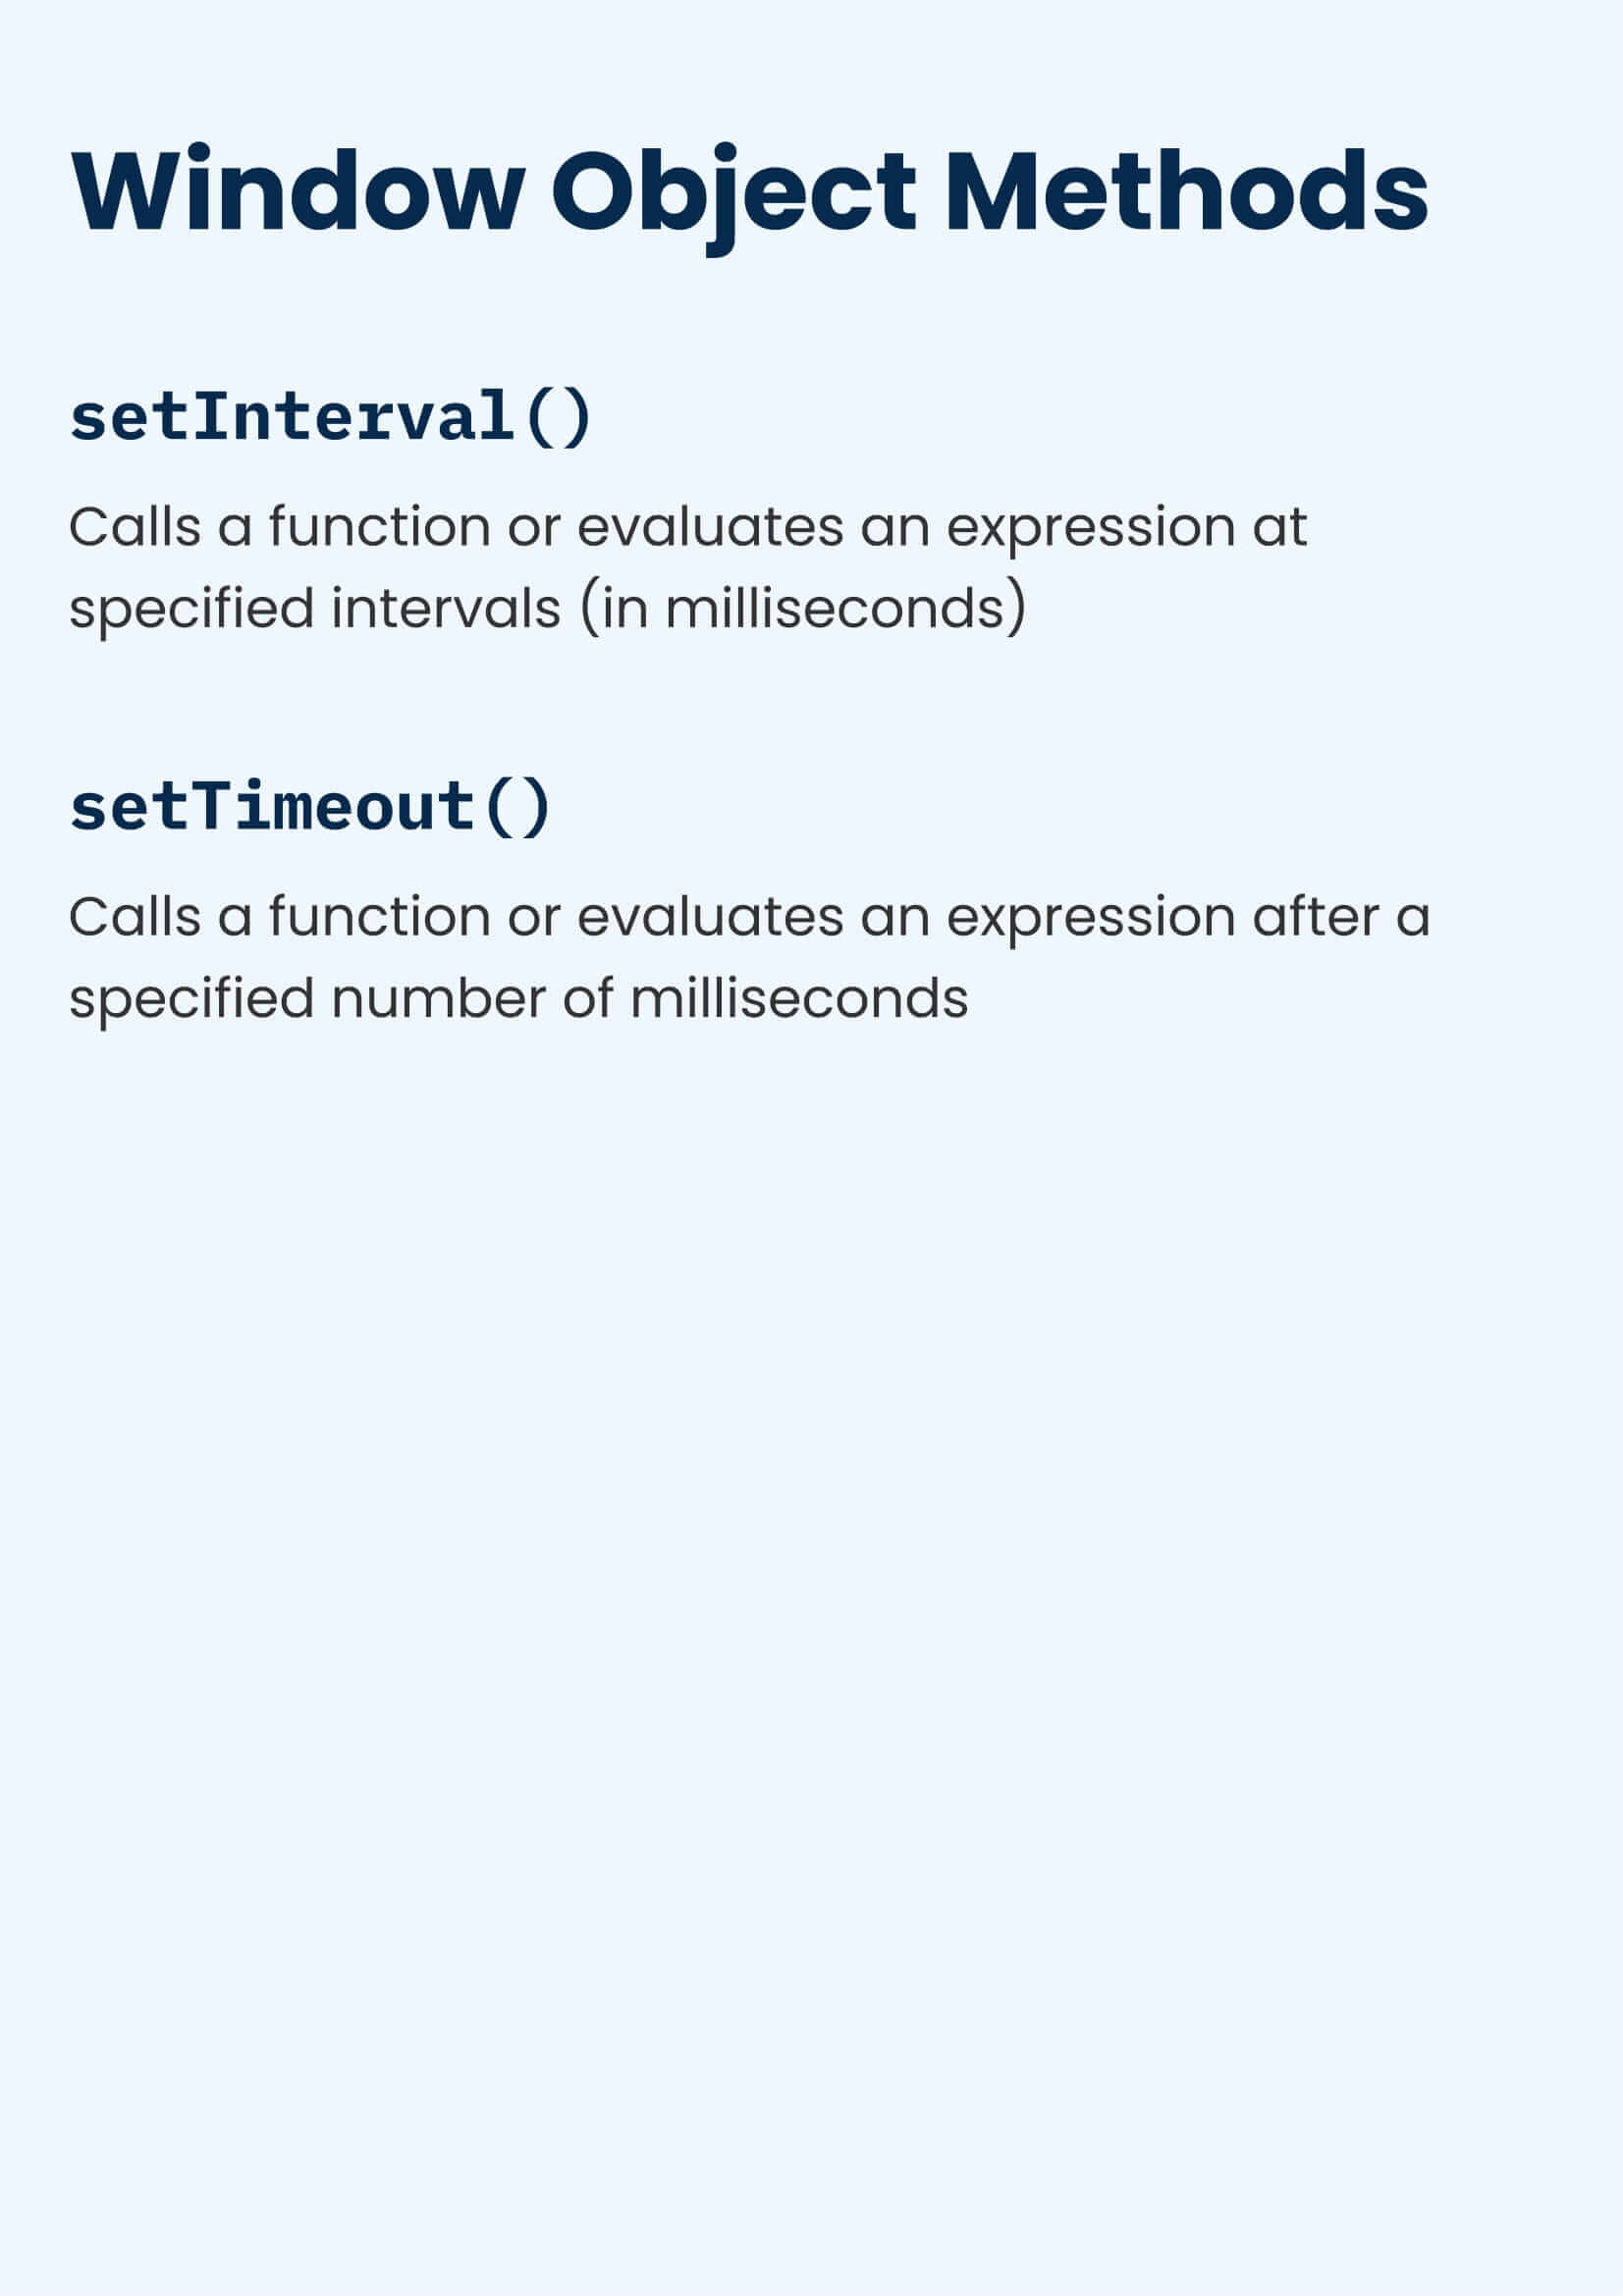 Window Object Methods
setInterval()
Calls a function or evaluates an expression at
specified intervals (in milliseconds)
setTimeout()
Calls a function or evaluates an expression after a
specified number of milliseconds